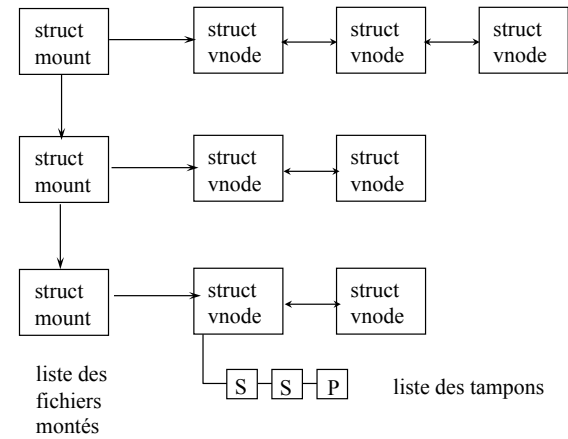 struct
mount
struct
vnode
struct
vnode
struct
vnode
struct
mount
struct
vnode
struct
vnode
struct
mount
struct
vnode
struct
vnode
S S P
liste des
fichiers
montés
liste des tampons